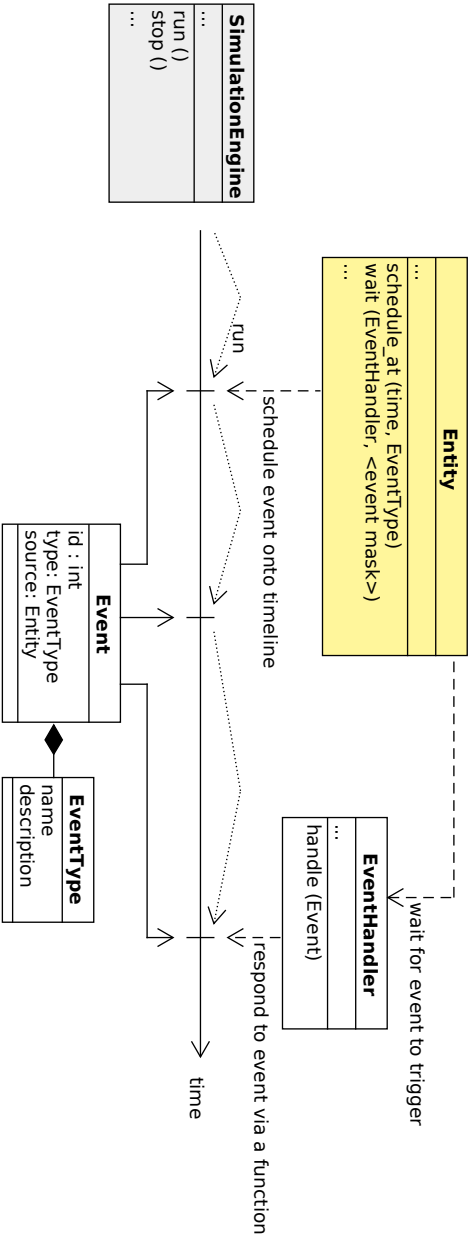 Entity
...
schedule_at (time, EventType)
wait (EventHandler, <event mask>)
...
wait for event to trigger
EventHandler
...
handle (Event)
SimulationEngine
...
run ()
stop ()
...
run
schedule event onto timeline
respond to event via a function
time
Event
id : int
type: EventType
source: Entity
EventType
name
description